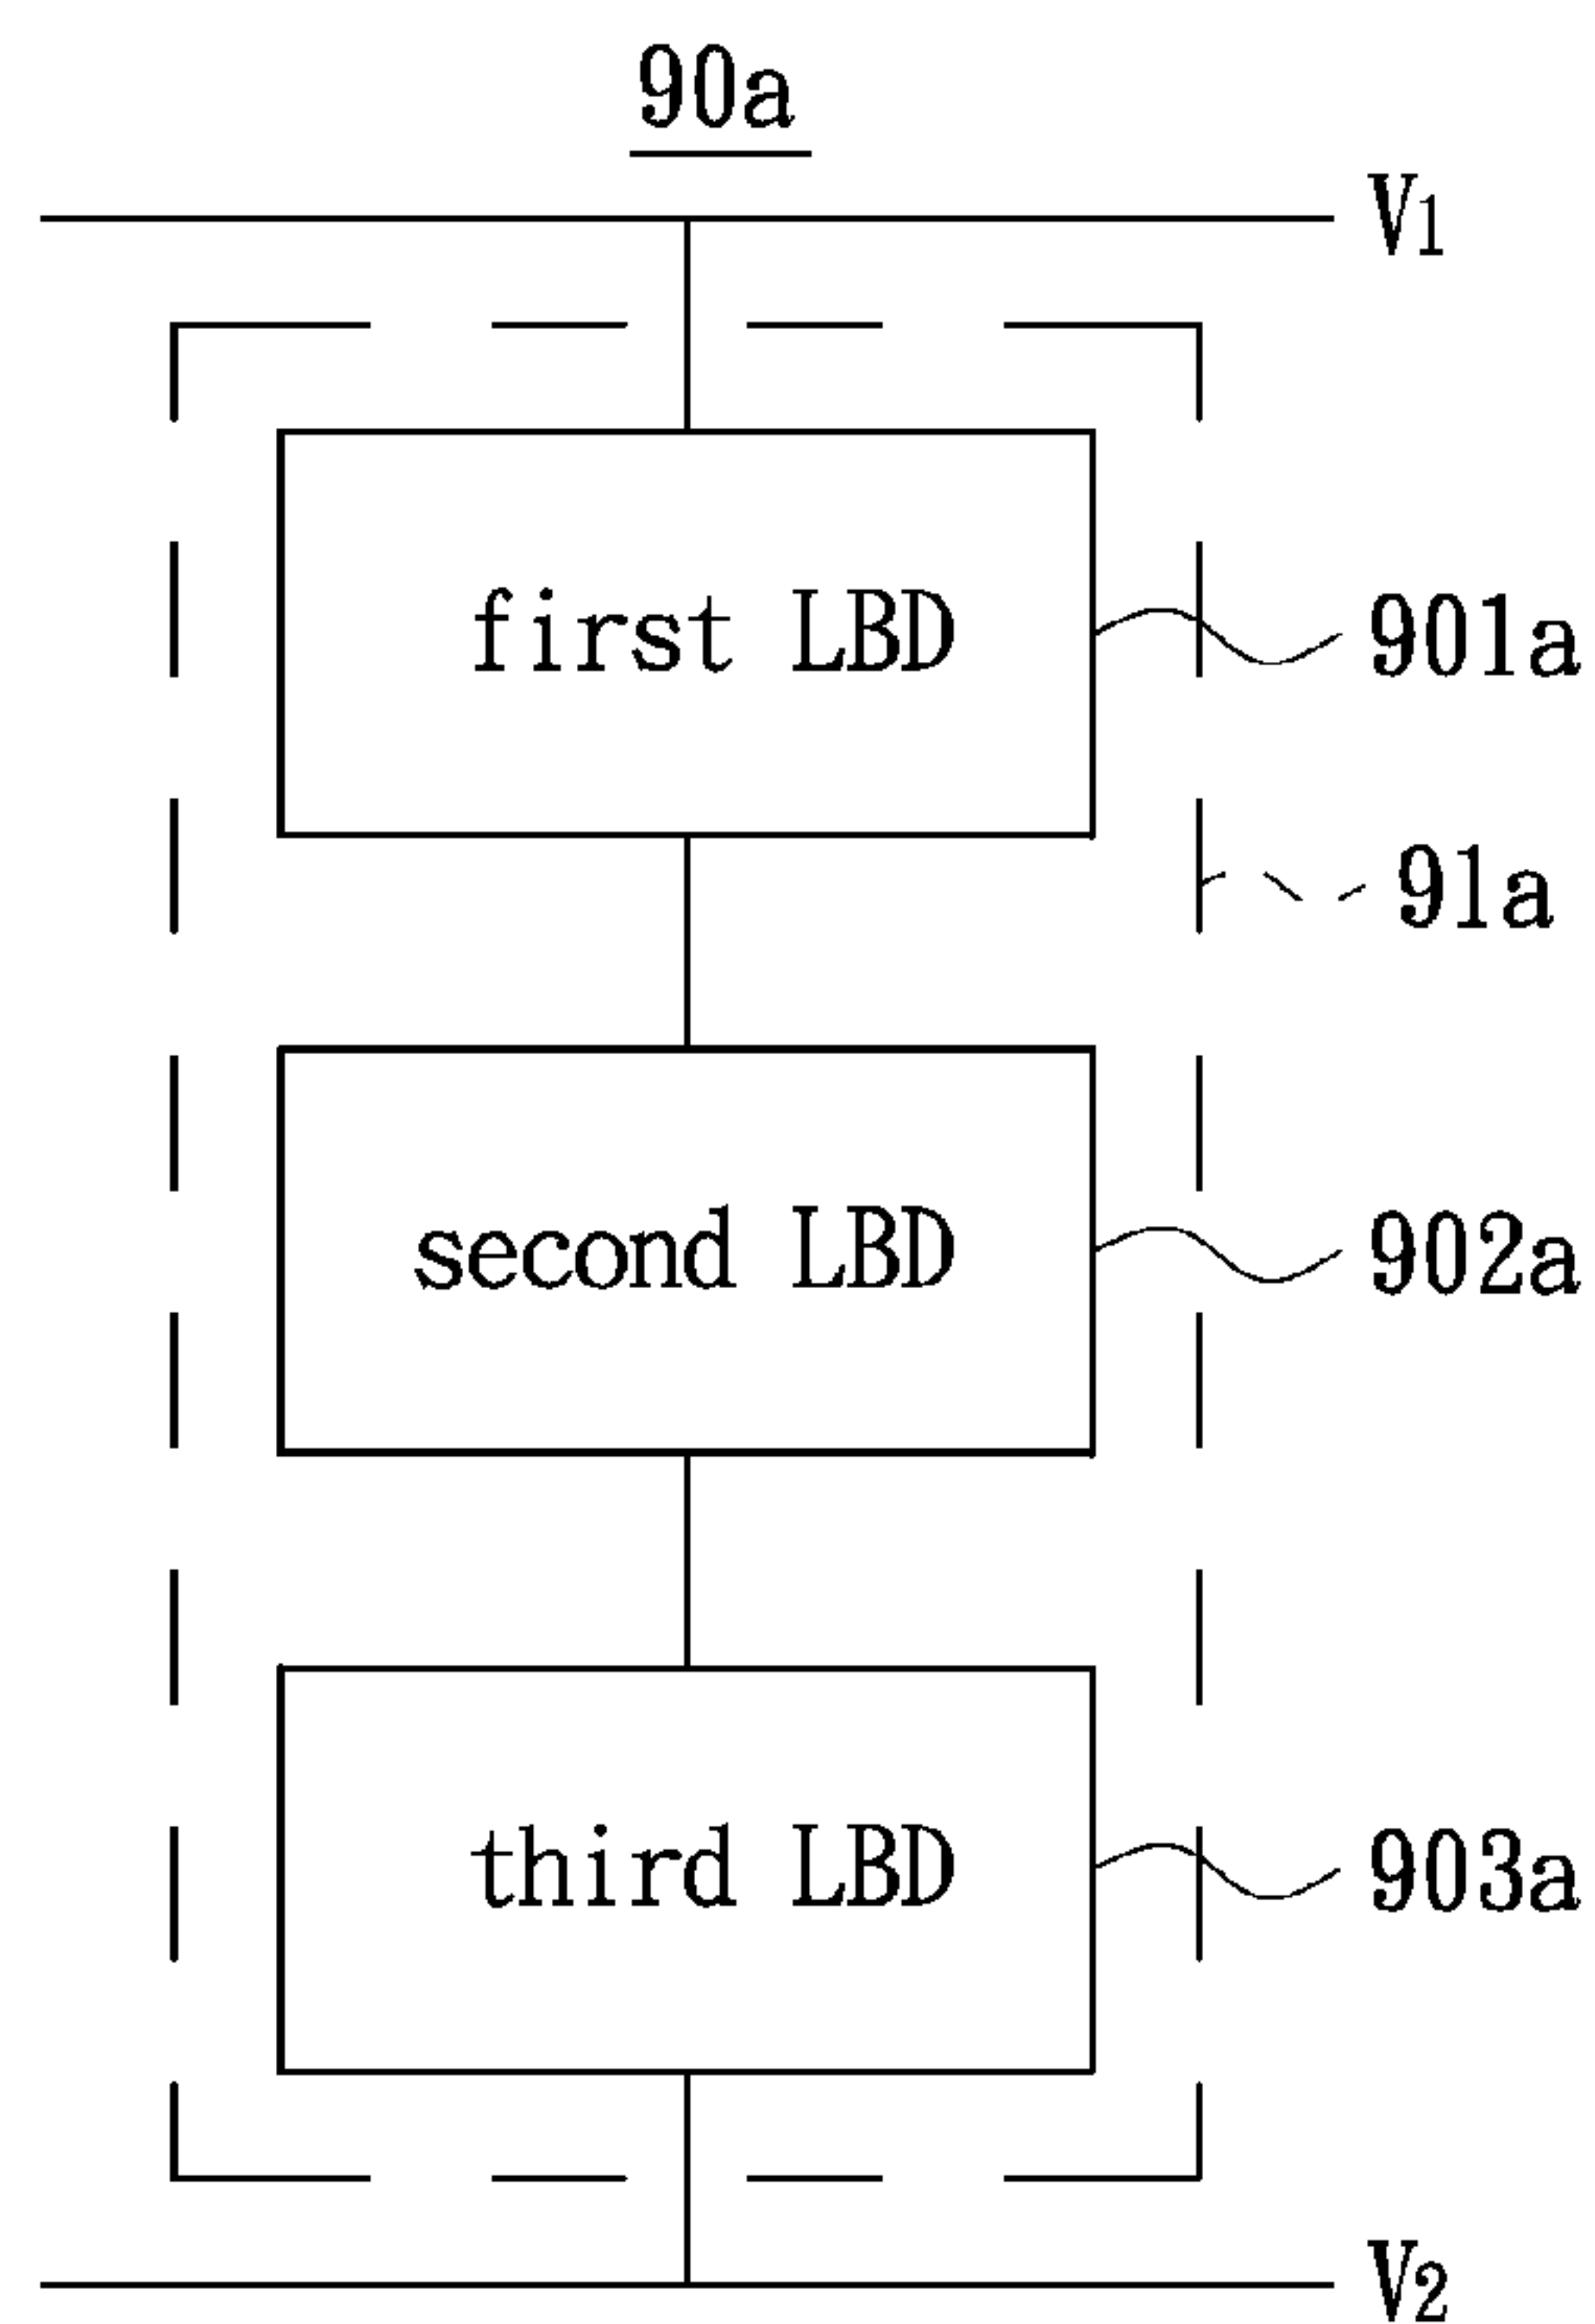 90a
V1
first LBD
901a
91a
second LBD
902a
third LBD
903a
V2